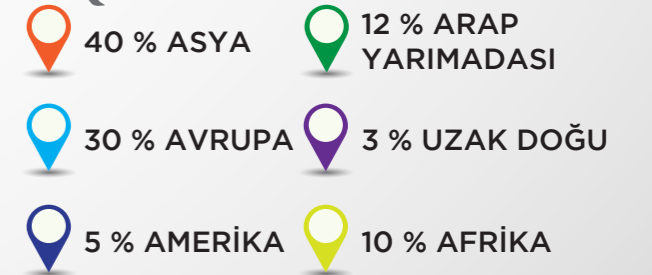 40 % ASYA
12 % ARAP
YARIMADASI
30 % AVRUPA
3 % UZAK DOĞU
5 % AMERİKA
10 % AFRİKA